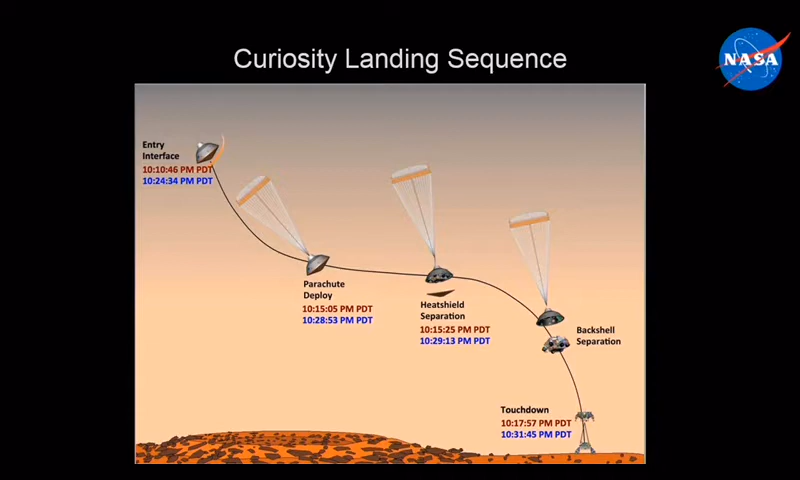 Curiosity Landing Sequence
NASA
Entry
Interface
10:10:46 PM PDT
10:24:34 PM PDT
Parachute
Deploy
10:15:05 PM PDT
10:28:53 PM PDT
Heatshield
Separation
10:15:25 PM PDT
10:29:13 PM PDT
Backshell
Separation
Touchdown
10:17:57 PM PDT
10:31:45 PM PDT